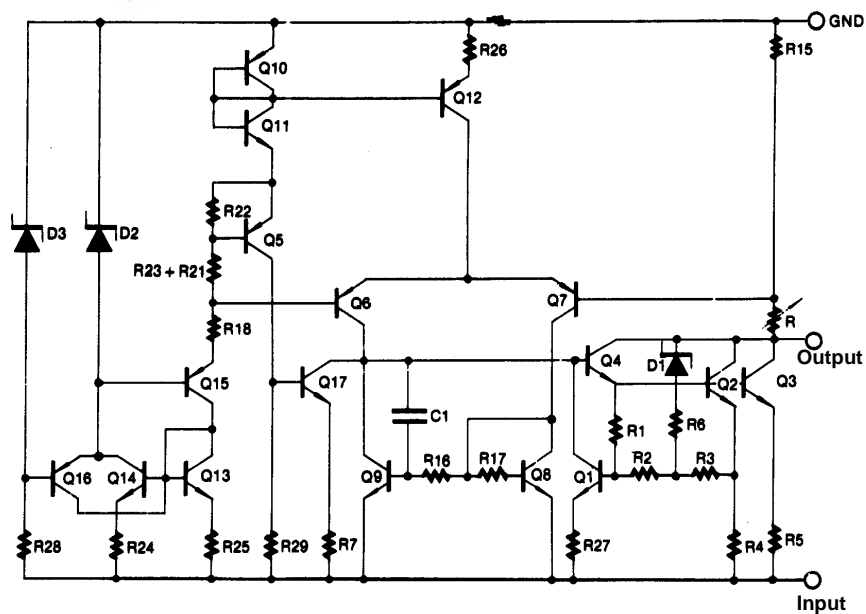 GND
R26
R15
Q10
Q12
Q11
R22
D3
D2
Q5
R23 + R21
Q6
Q7
R
R18
Output
Q4
D1
Q2
Q3
Q15
Q17
C1
R1
R6
Q16
Q14
Q13
Q9
R16
R17
Q8
Q1
R2
R3
R28
R24
R25
R29
R7
R27
R4
R5
Input